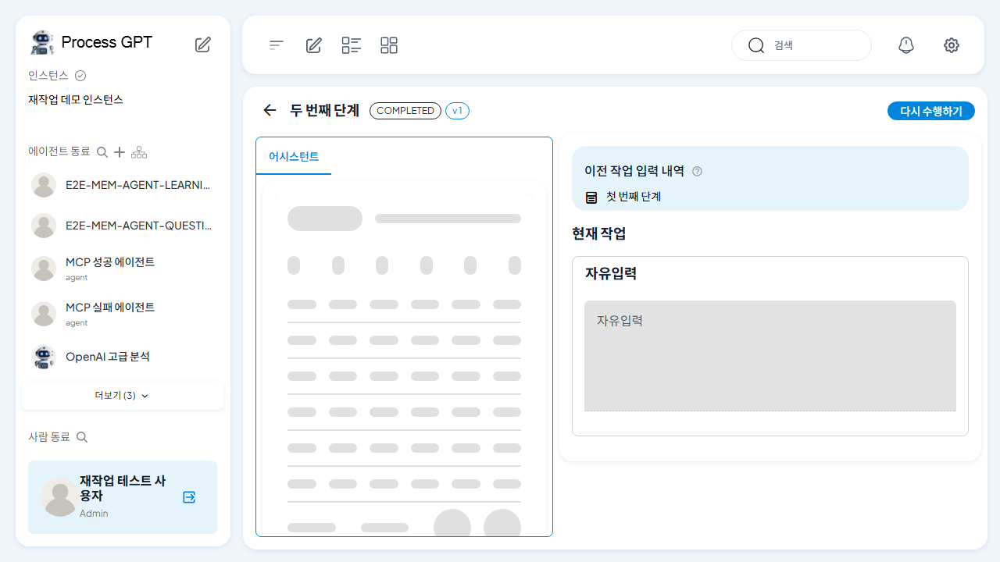 Process GPT
인스턴스
재작업 데모 인스턴스
에이전트 동료
E2E-MEM-AGENT-LEARNI...
E2E-MEM-AGENT-QUESTI...
MCP 성공 에이전트
agent
MCP 실패 에이전트
agent
OpenAI 고급 분석
더보기 (3)
사람 동료
재작업 테스트 사
용자
Admin
검색
두 번째 단계 COMPLETED v1 다시 수행하기
어시스턴트
이전 작업 입력 내역
첫 번째 단계
현재 작업
자유입력
자유입력